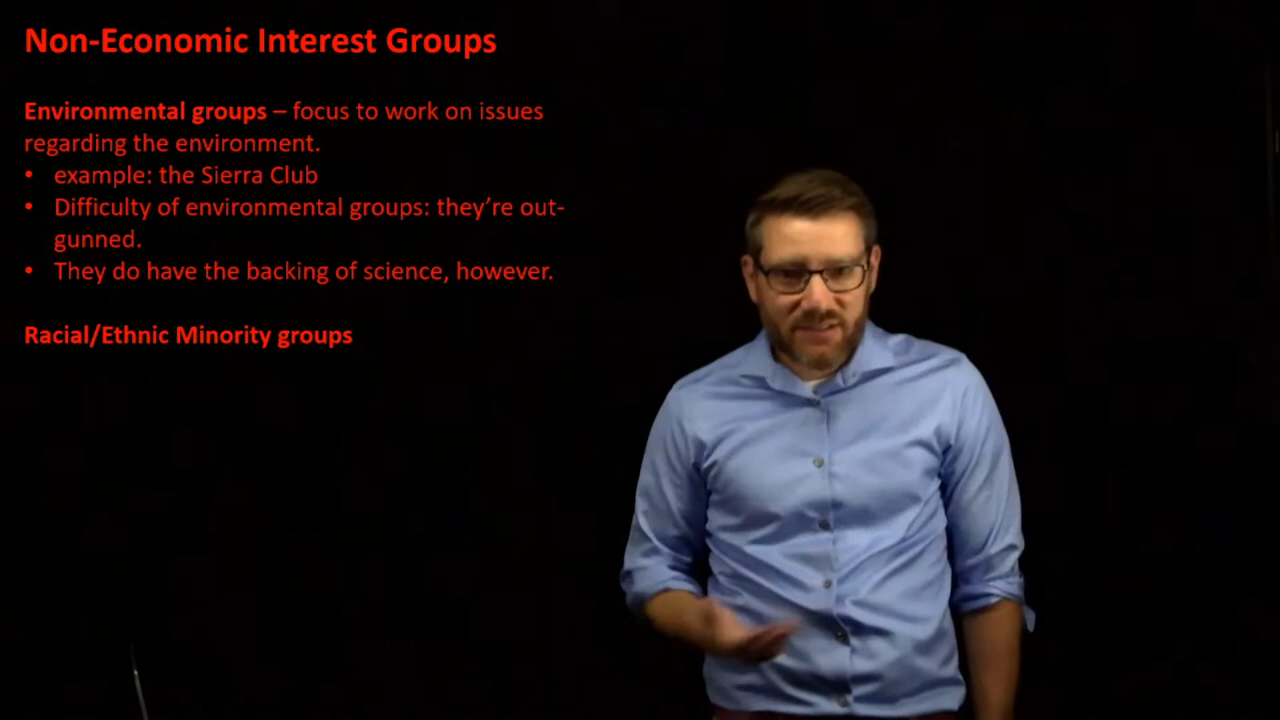 Non-Economic Interest Groups
Environmental groups – focus to work on issues
regarding the environment.
• example: the Sierra Club
• Difficulty of environmental groups: they’re out-
gunned.
• They do have the backing of science, however.
Racial/Ethnic Minority groups